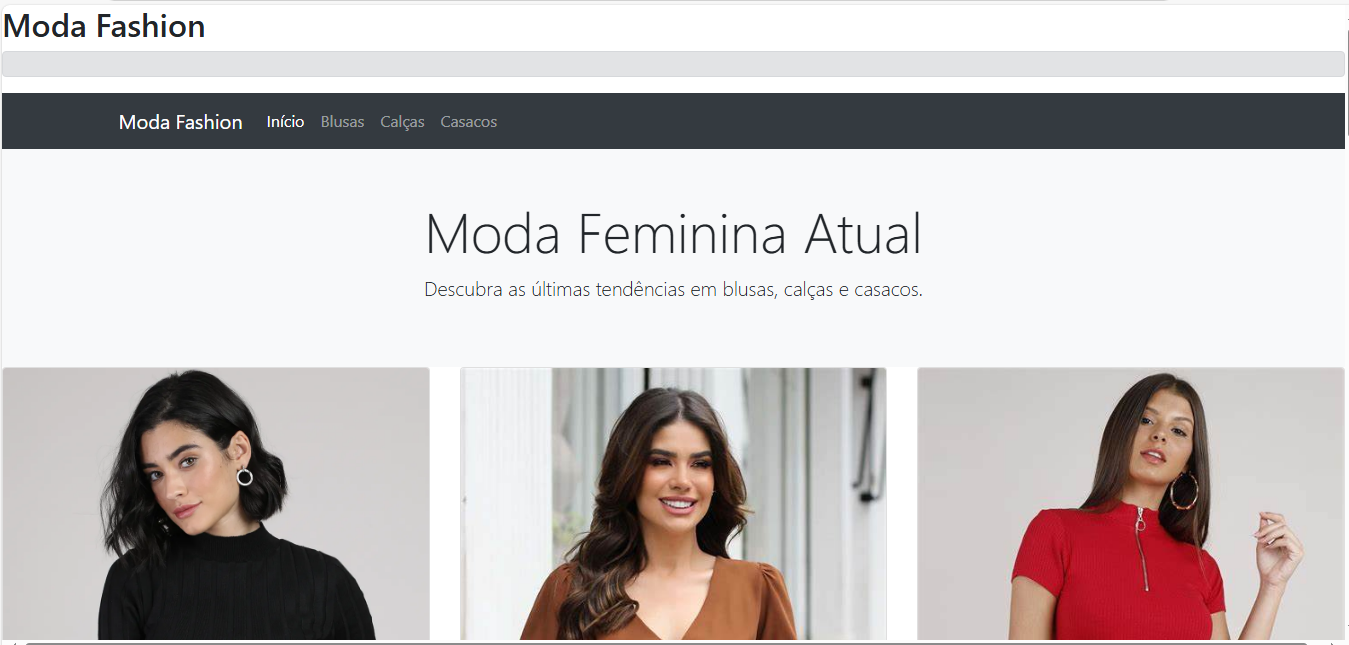 Moda Fashion
Moda Fashion Início Blusas Calças Casacos
Moda Feminina Atual
Descubra as últimas tendências em blusas, calças e casacos.